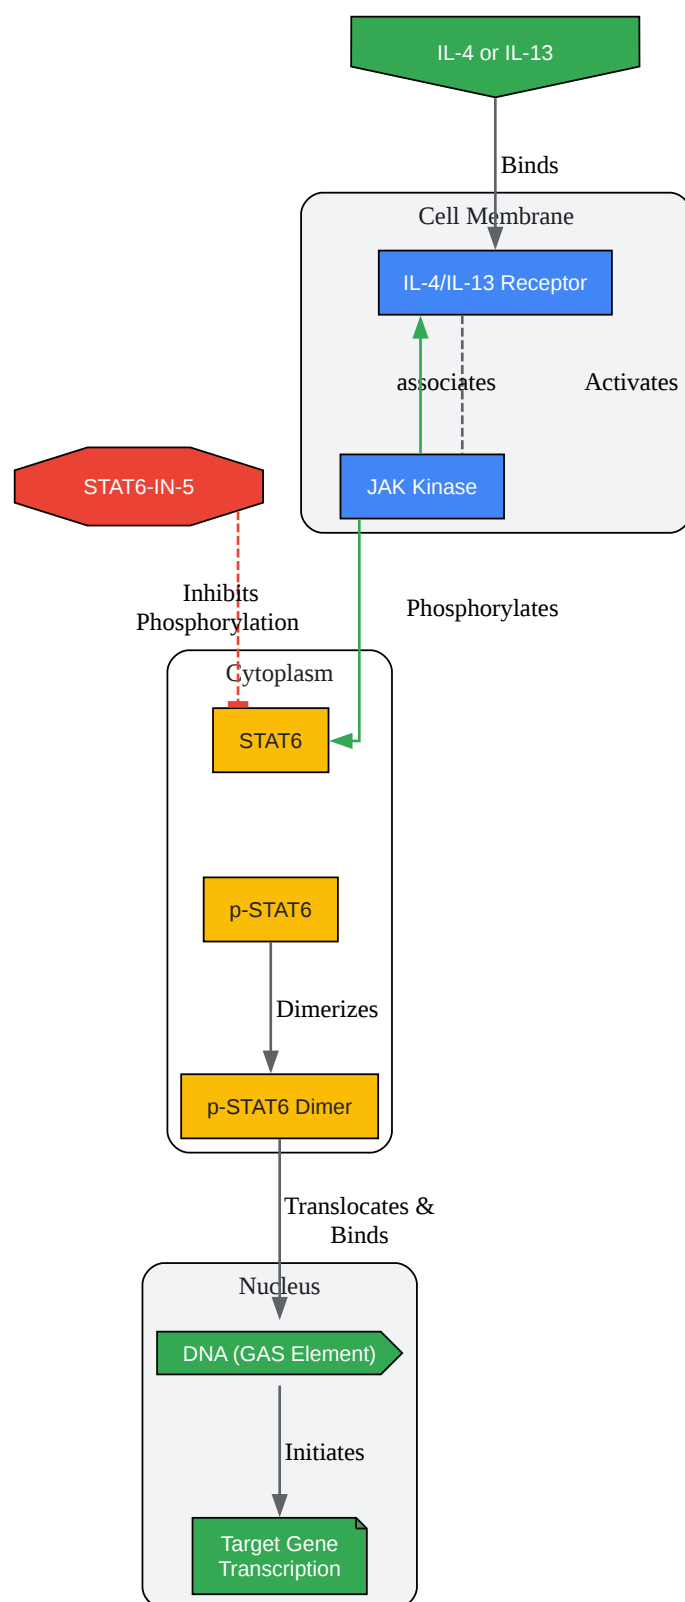 IL-4 or IL-13
Binds
Cell Membrane
IL-4/IL-13 Receptor
associates
Activates
JAK Kinase
STAT6-IN-5
Inhibits
Phosphorylation
Phosphorylates
Cytoplasm
STAT6
p-STAT6
Dimerizes
p-STAT6 Dimer
Translocates &
Binds
Nucleus
DNA (GAS Element)
Initiates
Target Gene
Transcription